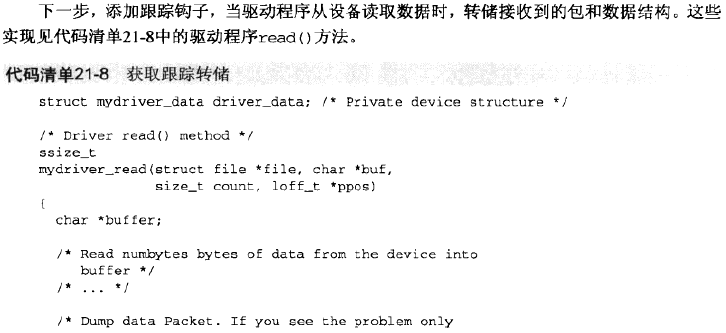 下一步，添加跟踪钩子，当驱动程序从设备读取数据时，转储接收到的包和数据结构。这些
实现见代码清单21-8中的驱动程序read()方法。
代码清单21-8 获取跟踪转储
struct mydriver_data driver_data; /* Private device structure */
/* Driver read() method */
ssize_t
mydriver_read(struct file *file, char *buf,
size_t count, loff_t *ppos)
{
char *buffer;
/* Read numbytes bytes of data from the device into
buffer */
/* ... */
/* Dump data Packet. If you see the problem only